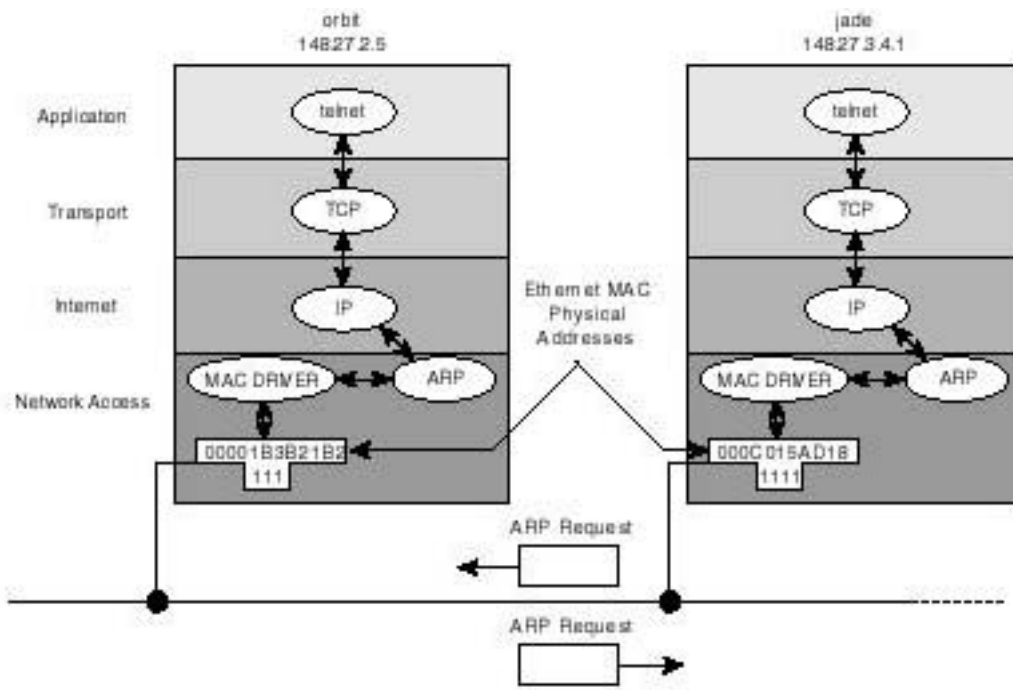 orbit
148.27.2.5
jade
148.27.3.4.1
Application
telnet
telnet
Transport
TCP
TCP
Internet
IP
Ethernet MAC
Physical
Addresses
IP
Network Access
MAC DRIVER
ARP
MAC DRIVER
ARP
00001B3B21B2
111
000C015AD18
1111
ARP Request
ARP Request